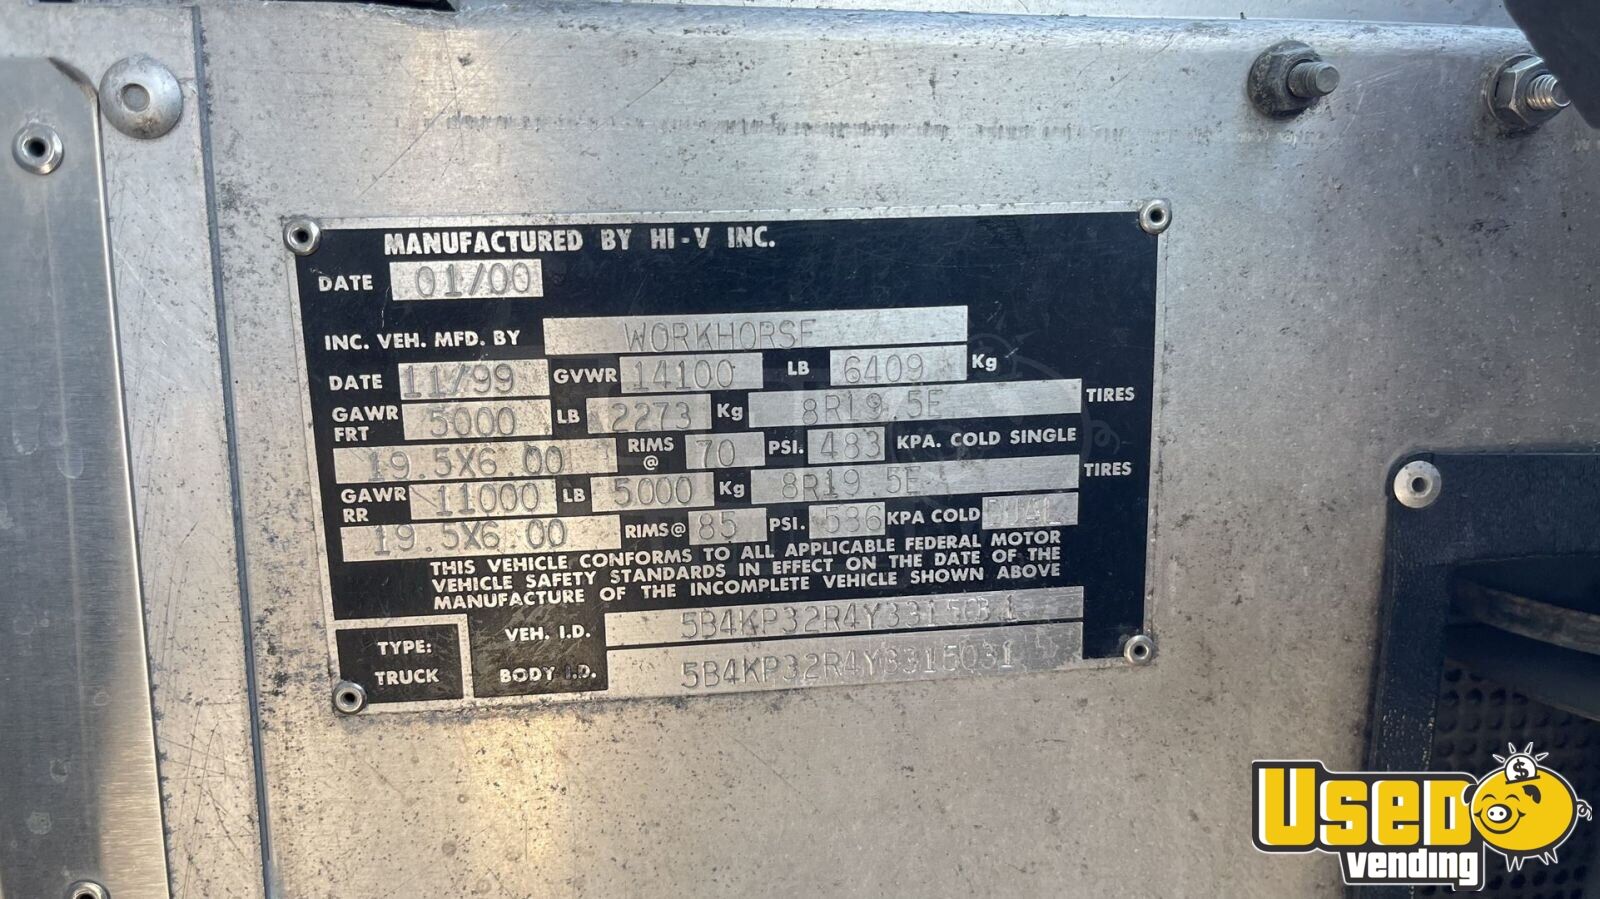 MANUFACTURED BY HI-V INC.
DATE 01/00
INC. VEH. MFD. BY WORKHORSE
DATE 11/99 GVWR 14100 LB 6409 Kg
GAWR FRT 5000 LB 2273 Kg 8R19.5E TIRES
19.5X6.00 RIMS @ 70 PSI. 483 KPA. COLD SINGLE
GAWR RR 11000 LB 5000 Kg 8R19.5E TIRES
19.5X6.00 RIMS @ 85 PSI. 586 KPA COLD DUAL
THIS VEHICLE CONFORMS TO ALL APPLICABLE FEDERAL MOTOR
VEHICLE SAFETY STANDARDS IN EFFECT ON THE DATE OF THE
MANUFACTURE OF THE INCOMPLETE VEHICLE SHOWN ABOVE
TYPE: TRUCK
VEH. I.D. 5B4KP32R4Y3315031
BODY I.D. 5B4KP32R4Y3315031
Used
vending